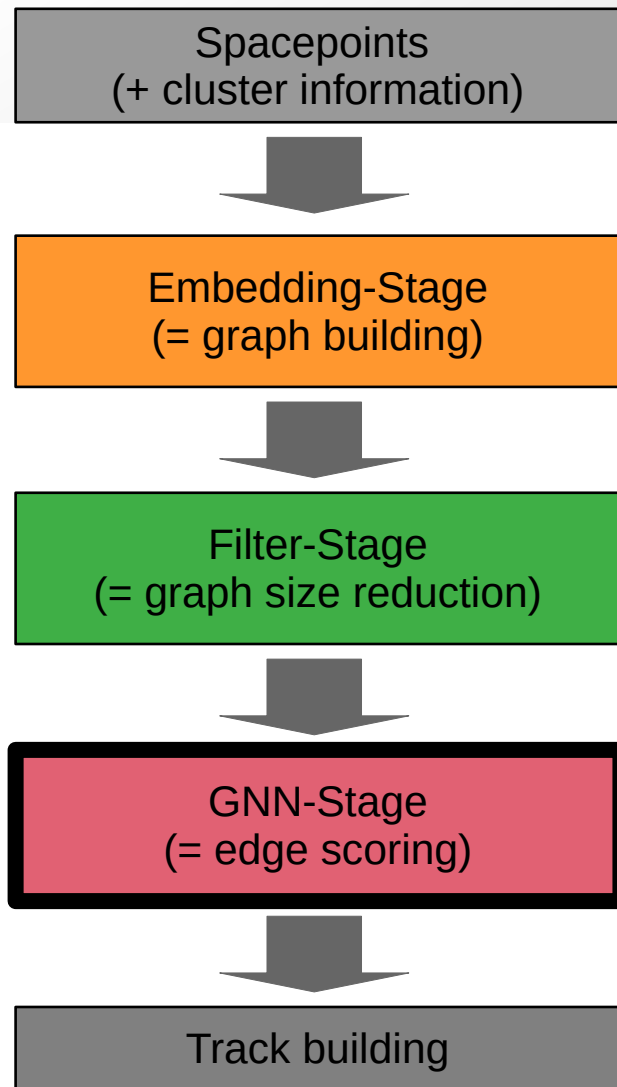 Spacepoints
(+ cluster information)
Embedding-Stage
(= graph building)
Filter-Stage
(= graph size reduction)
GNN-Stage
(= edge scoring)
Track building